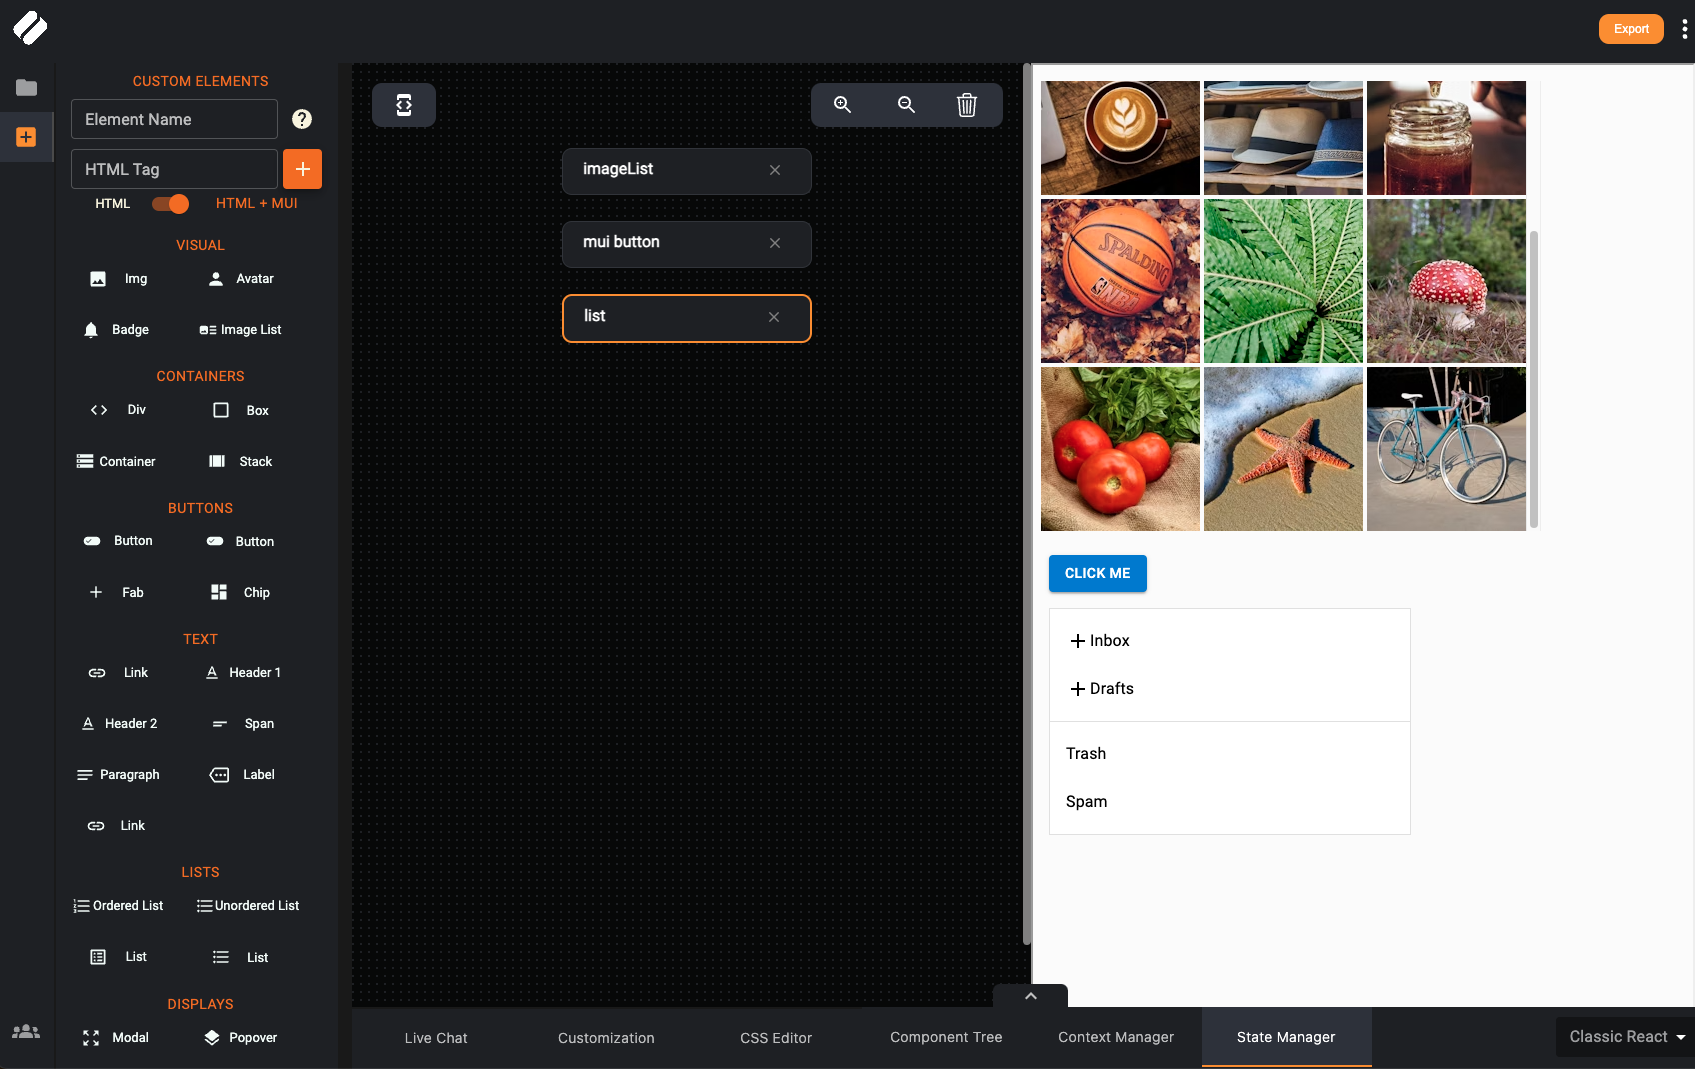 Export
CUSTOM ELEMENTS
Element Name
?
HTML Tag
+
HTML
HTML + MUI
VISUAL
Img
Avatar
Badge
Image List
CONTAINERS
Div
Box
Container
Stack
BUTTONS
Button
Button
Fab
Chip
TEXT
Link
Header 1
Header 2
Span
Paragraph
Label
Link
LISTS
Ordered List
Unordered List
List
List
DISPLAYS
Modal
Popover
imageList
mui button
list
SPALDING
NBA
CLICK ME
Inbox
Drafts
Trash
Spam
Live Chat
Customization
CSS Editor
Component Tree
Context Manager
State Manager
Classic React